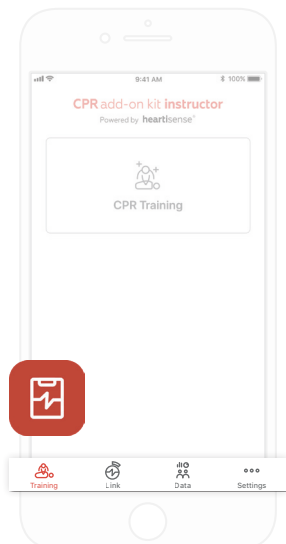 9:41 AM
100%
CPR add-on kit instructor
Powered by heartisense®
CPR Training
Training Link Data Settings